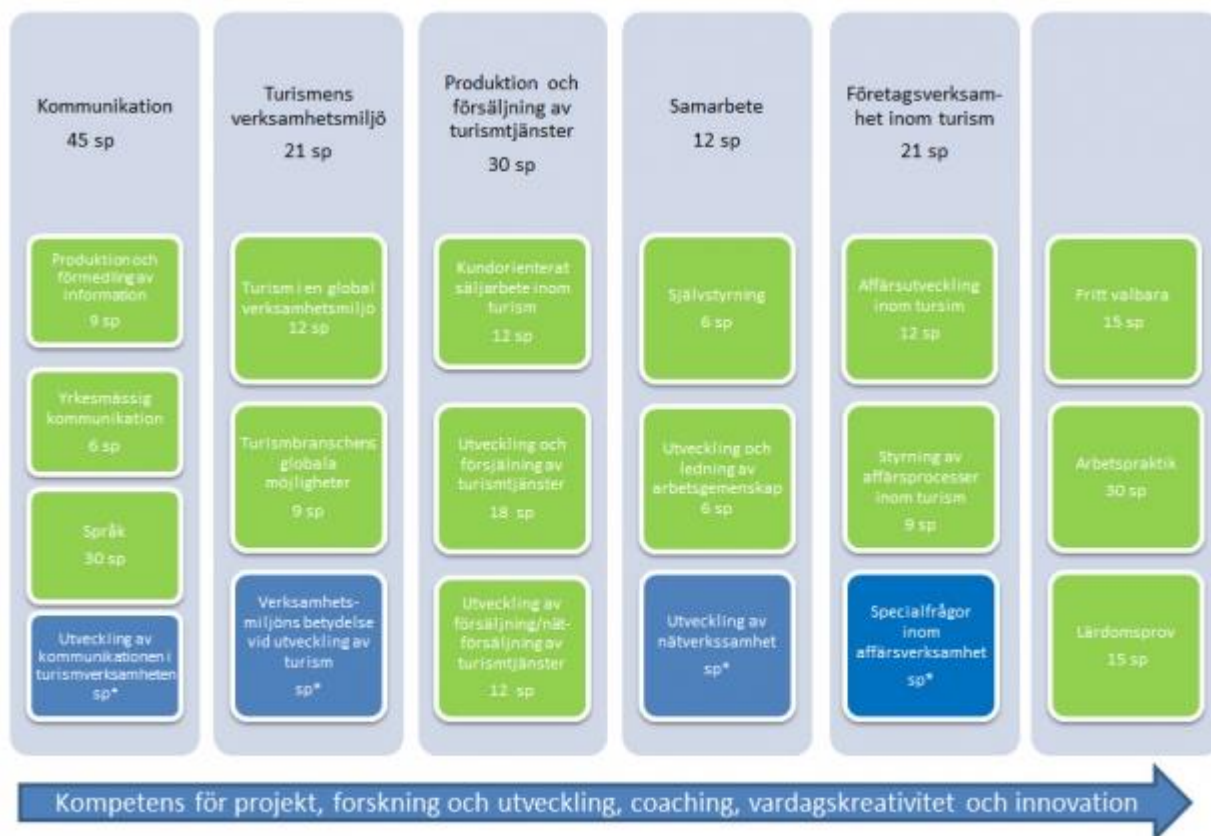 Kommunikation
45 sp
Produktion och
förmedling av
information
9 sp
Yrkesmässig
kommunikation
6 sp
Språk
30 sp
Utveckling av
kommunikationen i
turismverksamheten
sp*
Turismens
verksamhetsmiljö
21 sp
Turism i en global
verksamhetsmiljö
12 sp
Turismbranschens
globala
möjligheter
9 sp
Verksamhets-
miljöns betydelse
vid utveckling av
turism
sp*
Produktion och
försäljning av
turismtjänster
30 sp
Kundorienterat
säljarbete inom
turism
12 sp
Utveckling och
försjälning av
turismtjänster
18 sp
Utveckling av
försäljning/nät-
försäljning av
turismtjänster
12 sp
Samarbete
12 sp
Självstyrning
6 sp
Utveckling och
ledning av
arbetsgemenskap
6 sp
Utveckling av
nätverkssamhet
sp*
Företagsverksam-
het inom turism
21 sp
Affärsutveckling
inom tursim
12 sp
Styrning av
affärsprocesser
inom turism
9 sp
Specialfrågor
inom
affärsverksamhet
sp*
Fritt valbara
15 sp
Arbetspraktik
30 sp
Lärdomsprov
15 sp
Kompetens för projekt, forskning och utveckling, coaching, vardagskreativitet och innovation